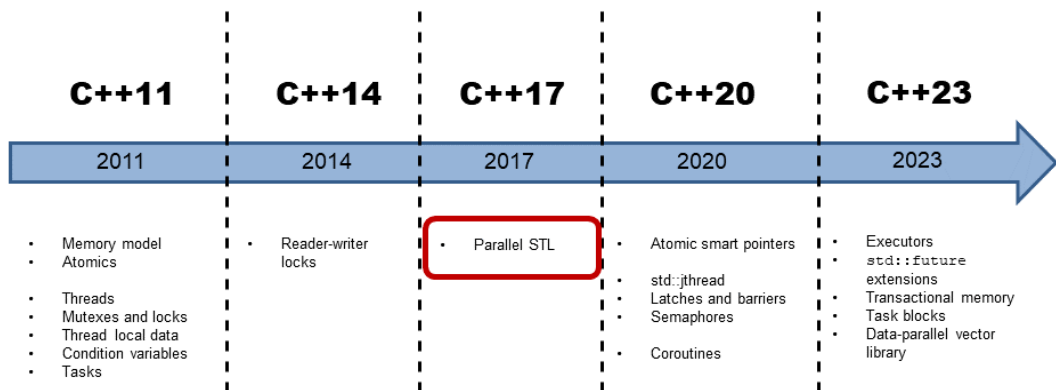 C++11
C++14
C++17
C++20
C++23
2011
2014
2017
2020
2023
• Memory model
• Atomics
• Threads
• Mutexes and locks
• Thread local data
• Condition variables
• Tasks
• Reader-writer
locks
• Parallel STL
• Atomic smart pointers
• std::jthread
• Latches and barriers
• Semaphores
• Coroutines
• Executors
• std::future
extensions
• Transactional memory
• Task blocks
• Data-parallel vector
library